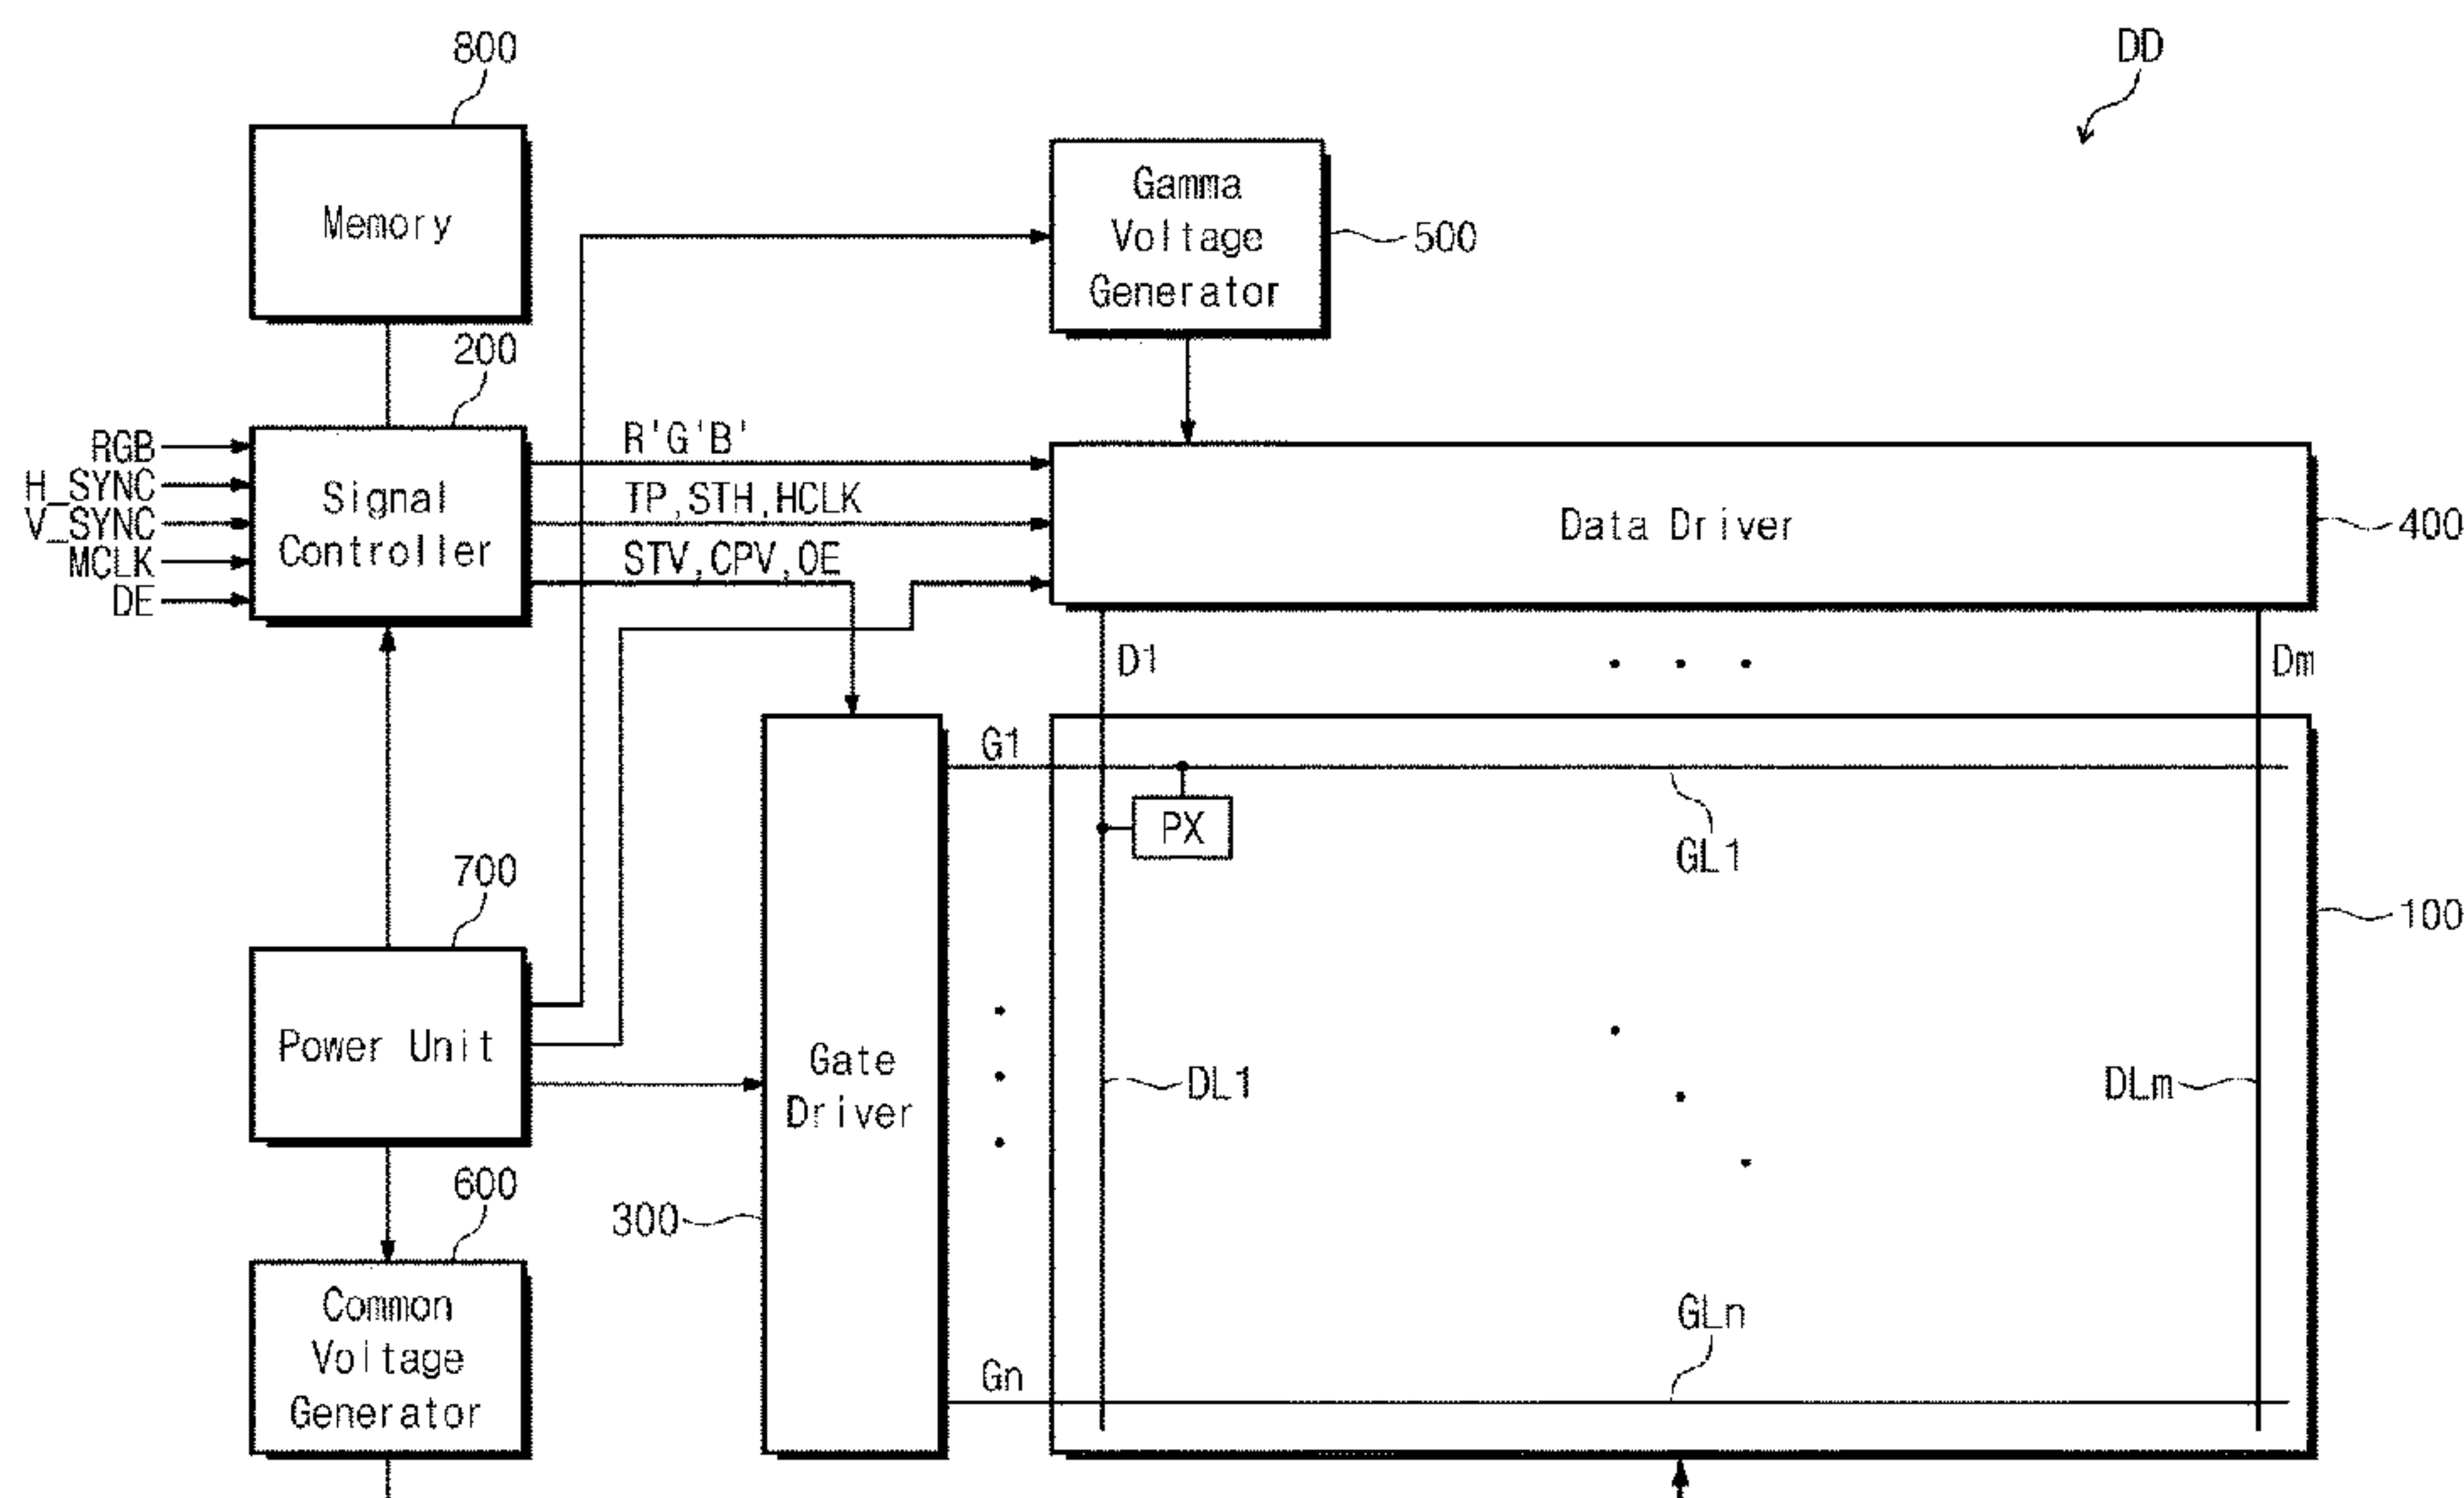 800
DD
Memory
Gamma
Voltage
Generator
500
200
RGB
H_SYNC
V_SYNC
MCLK
DE
Signal
Controller
R'G'B'
TP,STH,HCLK
STV,CPV,OE
Data Driver
400
D1
Dm
G1
PX
GL1
700
100
Power Unit
Gate
Driver
DL1
DLm
600
300
Common
Voltage
Generator
GLn
Gn